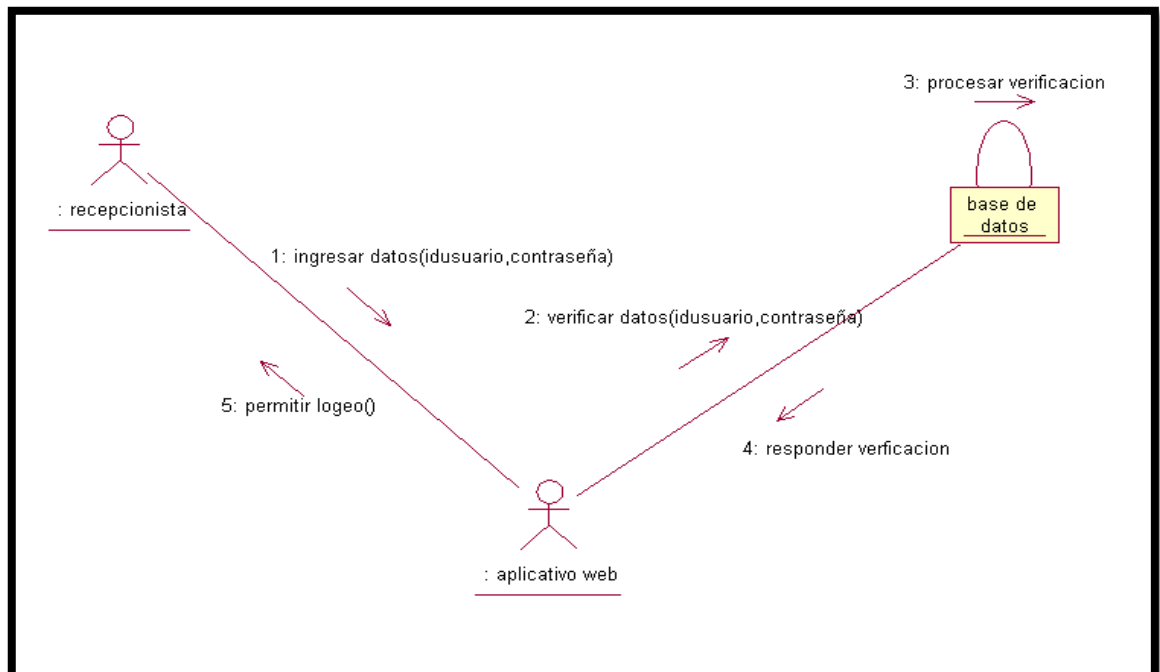 3: procesar verificacion
: recepcionista
base de
datos
1: ingresar datos(idusuario,contraseña)
2: verificar datos(idusuario,contraseña)
5: permitir logeo()
4: responder verficacion
: aplicativo web